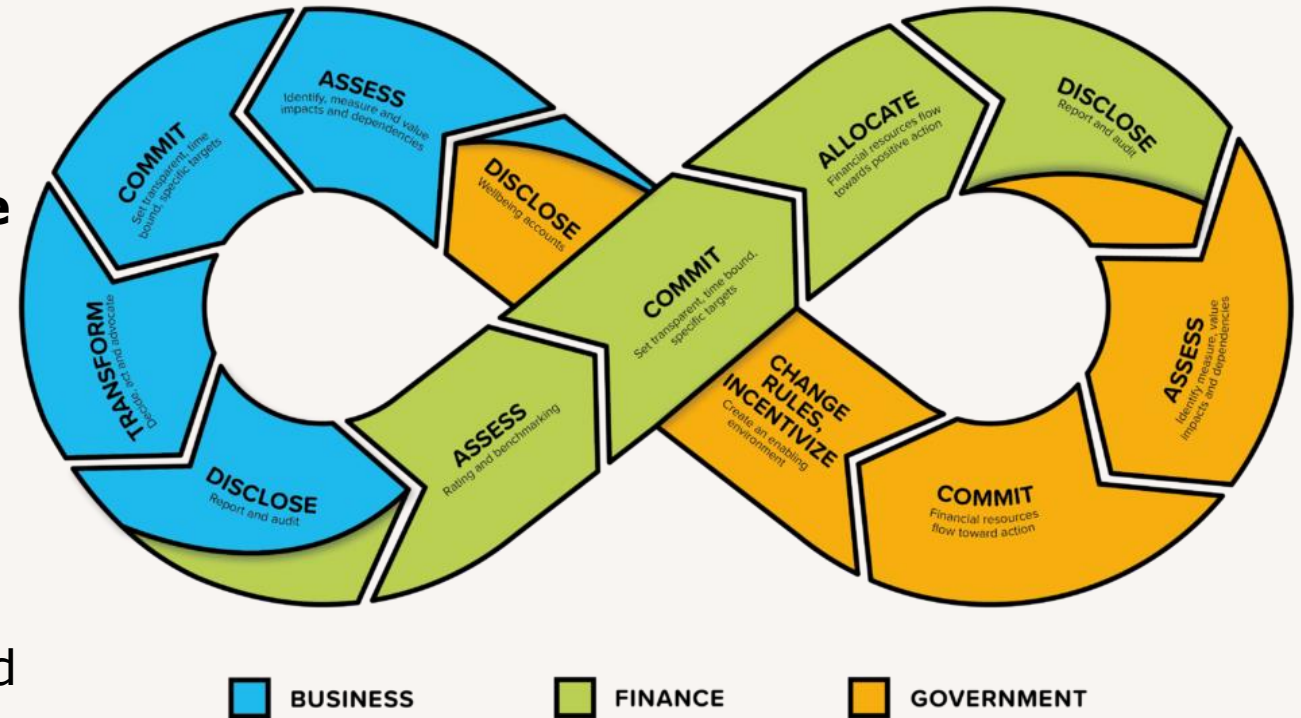 ASSESS
Identify, measure and value
impacts and dependencies
COMMIT
Set transparent, time
bound, specific targets
TRANSFORM
Decide, act and advocate
DISCLOSE
Report and audit
ASSESS
Rating and benchmarking
COMMIT
Set transparent, time bound,
specific targets
ALLOCATE
Financial resources flow
towards positive action
DISCLOSE
Report and audit
ASSESS
Identify measure, value
impacts and dependencies
COMMIT
Financial resources
flow toward action
CHANGE
RULES,
INCENTIVIZE
Create an enabling
environment
DISCLOSE
Wellbeing accounts
e
d
BUSINESS
FINANCE
GOVERNMENT